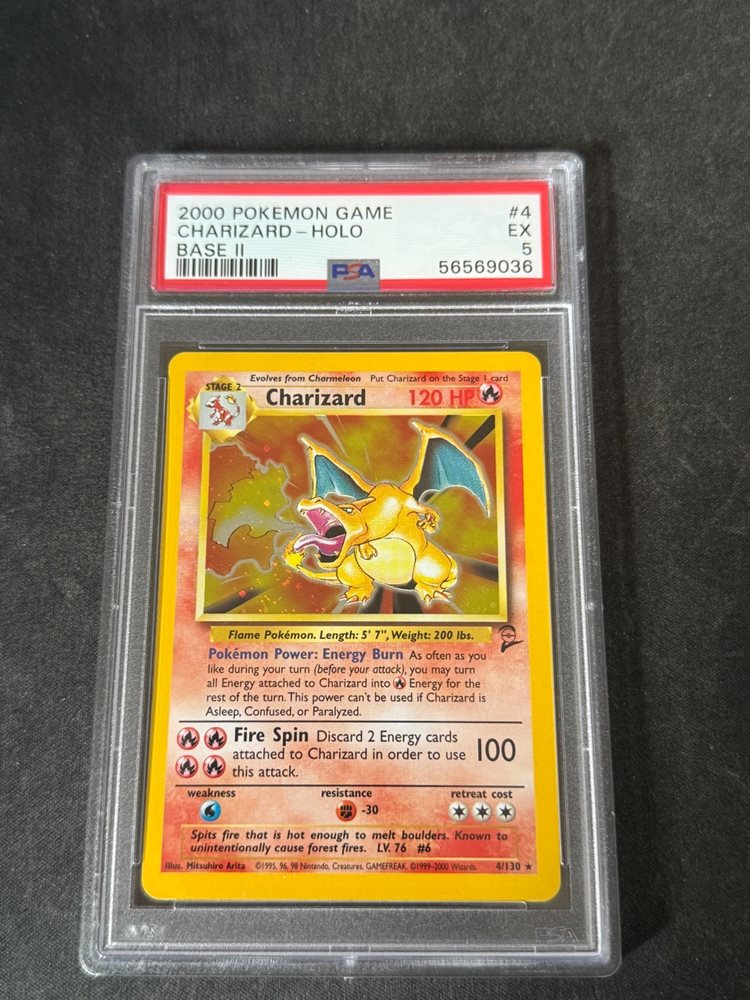 2000 POKEMON GAME #4
CHARIZARD - HOLO EX
BASE II 5
PSA 56569036
Evolves from Charmeleon Put Charizard on the Stage 1 card
STAGE 2
Charizard 120 HP
Flame Pokémon. Length: 5' 7", Weight: 200 lbs.
Pokémon Power: Energy Burn As often as you
like during your turn (before your attack), you may turn
all Energy attached to Charizard into Energy for the
rest of the turn. This power can't be used if Charizard is
Asleep, Confused, or Paralyzed.
Fire Spin Discard 2 Energy cards
attached to Charizard in order to use 100
this attack.
weakness resistance retreat cost
-30
Spits fire that is hot enough to melt boulders. Known to
unintentionally cause forest fires. LV. 76 #6
Illus. Mitsuhiro Arita ©1995, 96, 98 Nintendo, Creatures, GAMEFREAK. ©1999-2000 Wizards. 4/130 ★
PSA